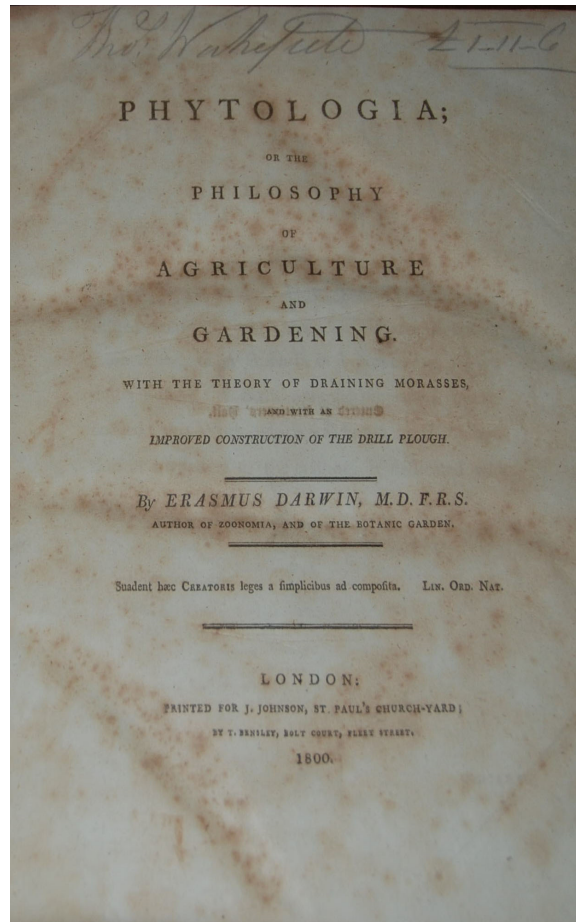 Tho. Wakefield £1-11-6
PHYTOLOGIA;
OR THE
PHILOSOPHY
OF
AGRICULTURE
AND
GARDENING.
WITH THE THEORY OF DRAINING MORASSES,
AND WITH AN
IMPROVED CONSTRUCTION OF THE DRILL PLOUGH.
By ERASMUS DARWIN, M.D. F.R.S.
AUTHOR OF ZOONOMIA, AND OF THE BOTANIC GARDEN.
Suadent hæc CREATORIS leges a ſimplicibus ad compoſita. LIN. ORD. NAT.
LONDON:
PRINTED FOR J. JOHNSON, ST. PAUL'S CHURCH-YARD;
BY T. BENSLEY, BOLT COURT, FLEET STREET.
1800.